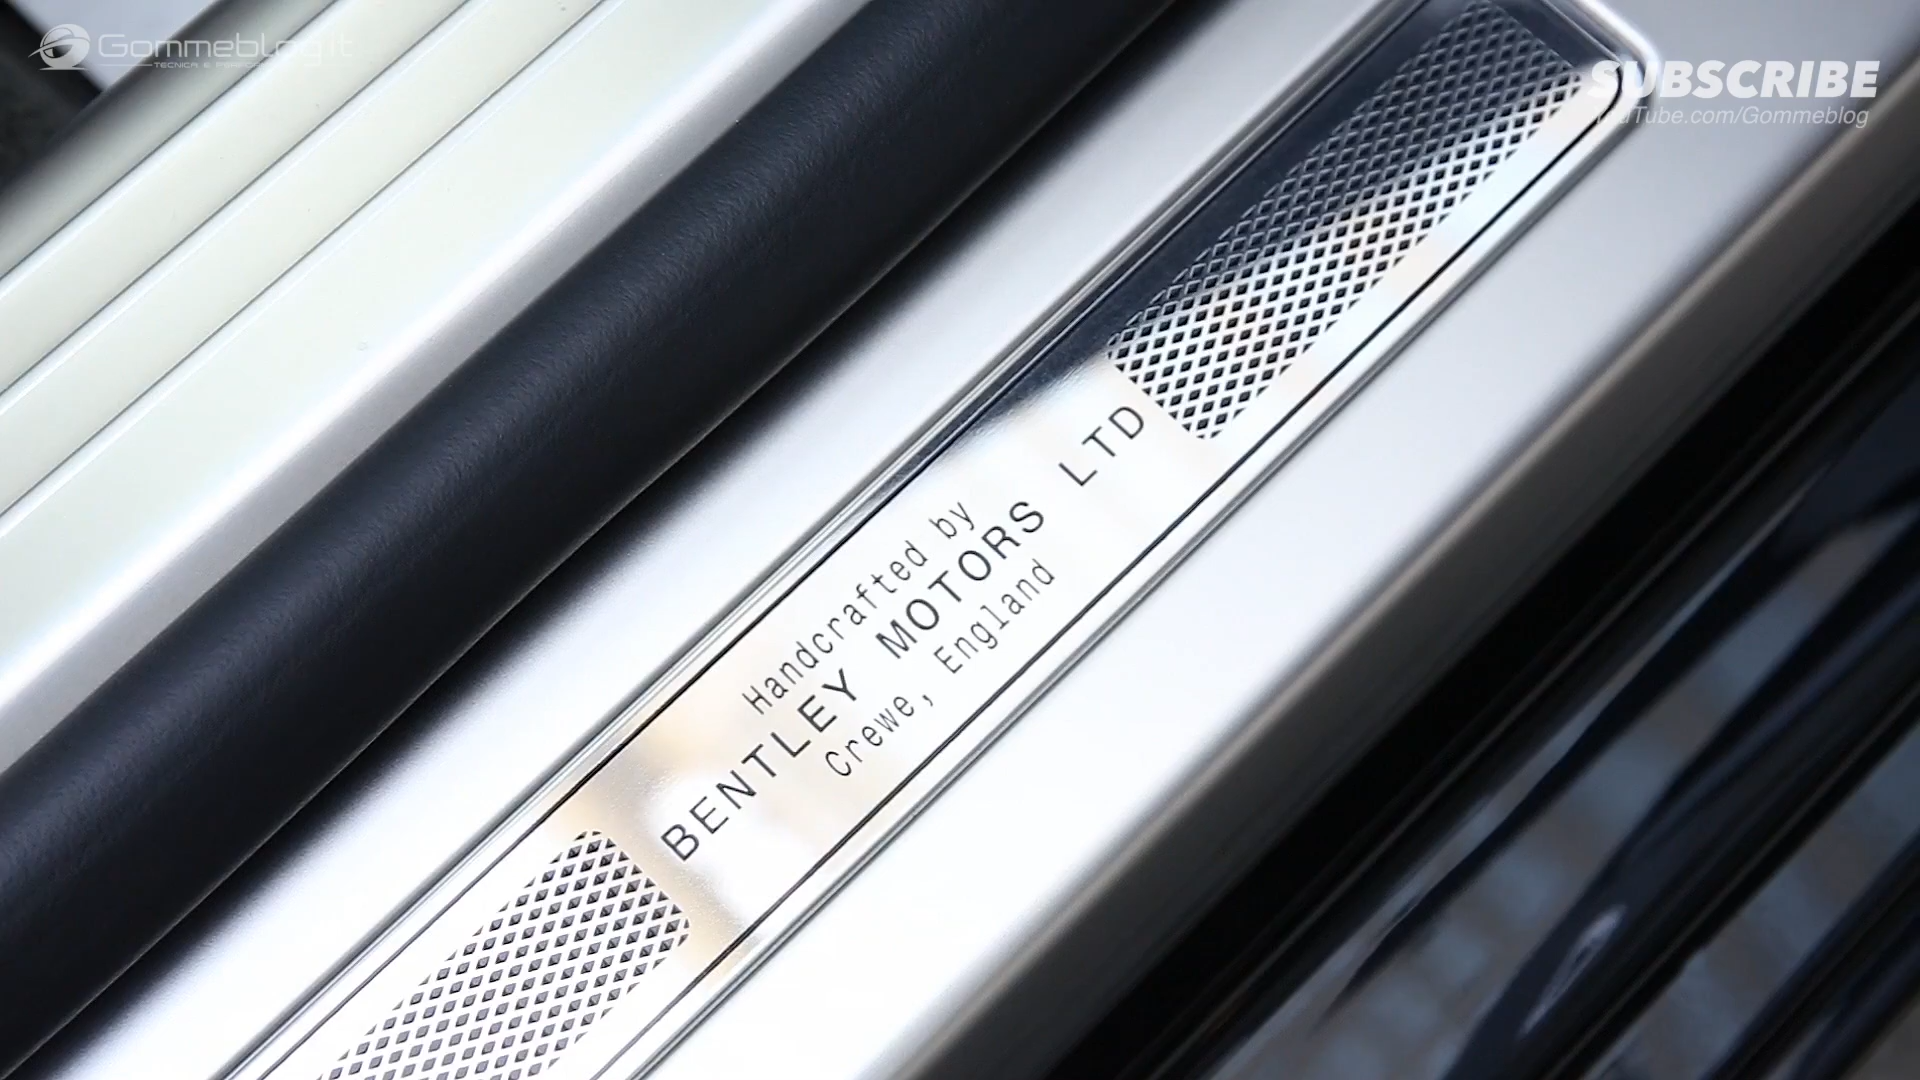 Gommeblog.it
SUBSCRIBE
YouTube.com/Gommeblog
Handcrafted by
BENTLEY MOTORS LTD
Crewe, England